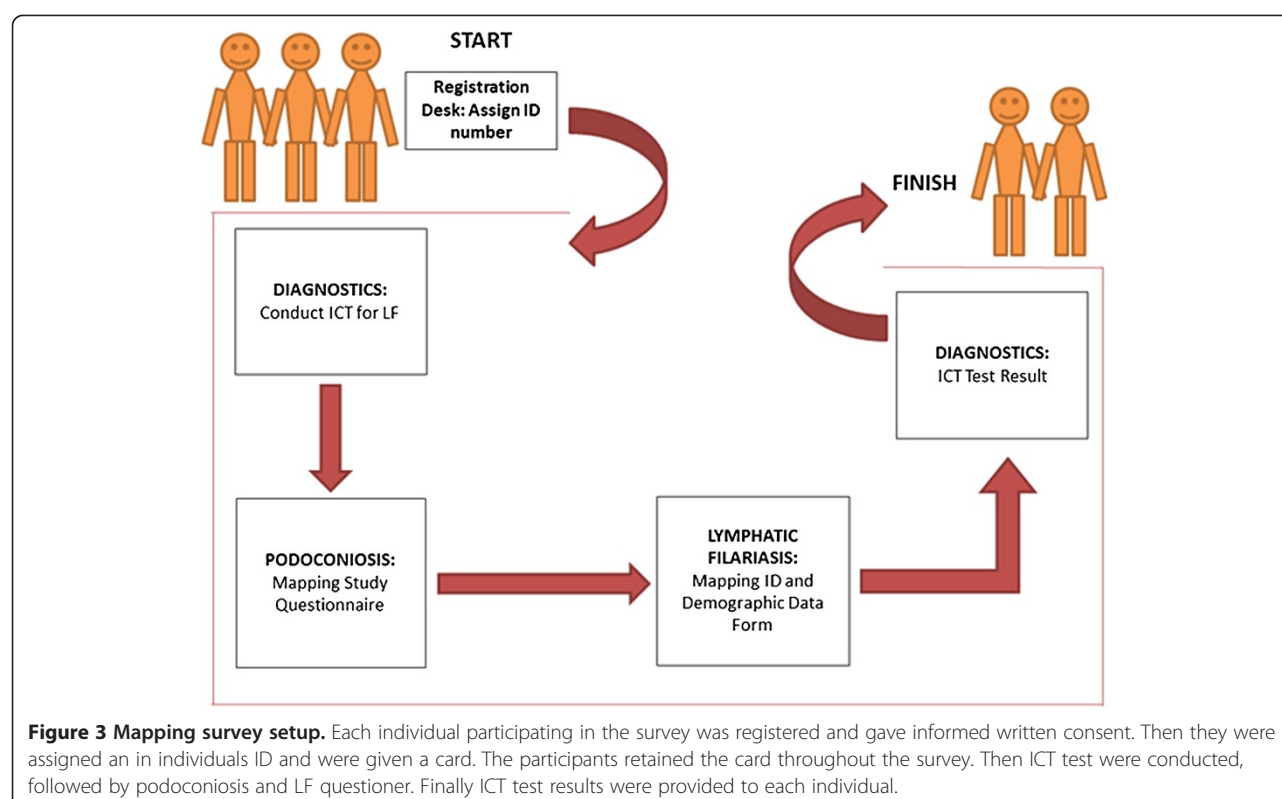 START
Registration
Desk: Assign ID
number
FINISH
DIAGNOSTICS:
Conduct ICT for LF
DIAGNOSTICS:
ICT Test Result
PODOCONIOSIS:
Mapping Study
Questionnaire
LYMPHATIC
FILARIASIS:
Mapping ID and
Demographic Data
Form
Figure 3 Mapping survey setup. Each individual participating in the survey was registered and gave informed written consent. Then they were
assigned an in individuals ID and were given a card. The participants retained the card throughout the survey. Then ICT test were conducted,
followed by podoconiosis and LF questioner. Finally ICT test results were provided to each individual.